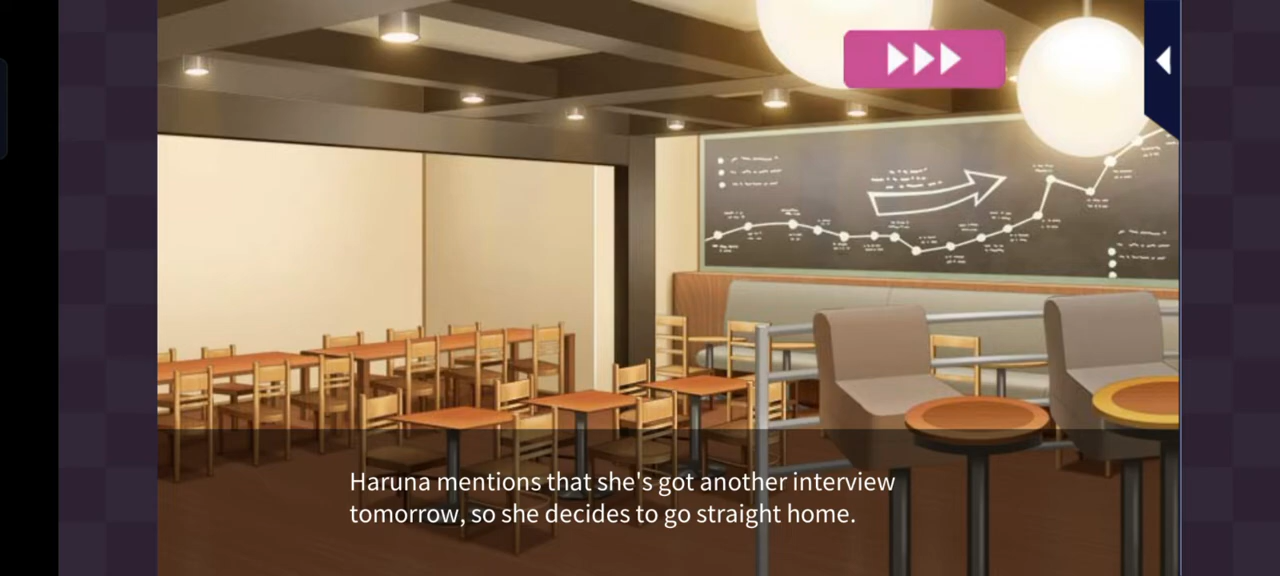 Haruna mentions that she's got another interview
tomorrow, so she decides to go straight home.